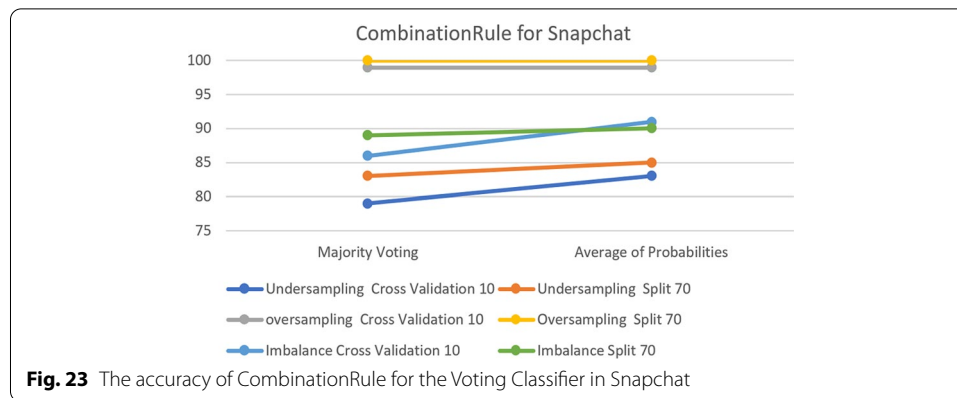 CombinationRule for Snapchat
100
95
90
85
80
75
Majority Voting Average of Probabilities
Undersampling Cross Validation 10 Undersampling Split 70
oversampling Cross Validation 10 Oversampling Split 70
Imbalance Cross Validation 10 Imbalance Split 70
Fig. 23 The accuracy of CombinationRule for the Voting Classifier in Snapchat